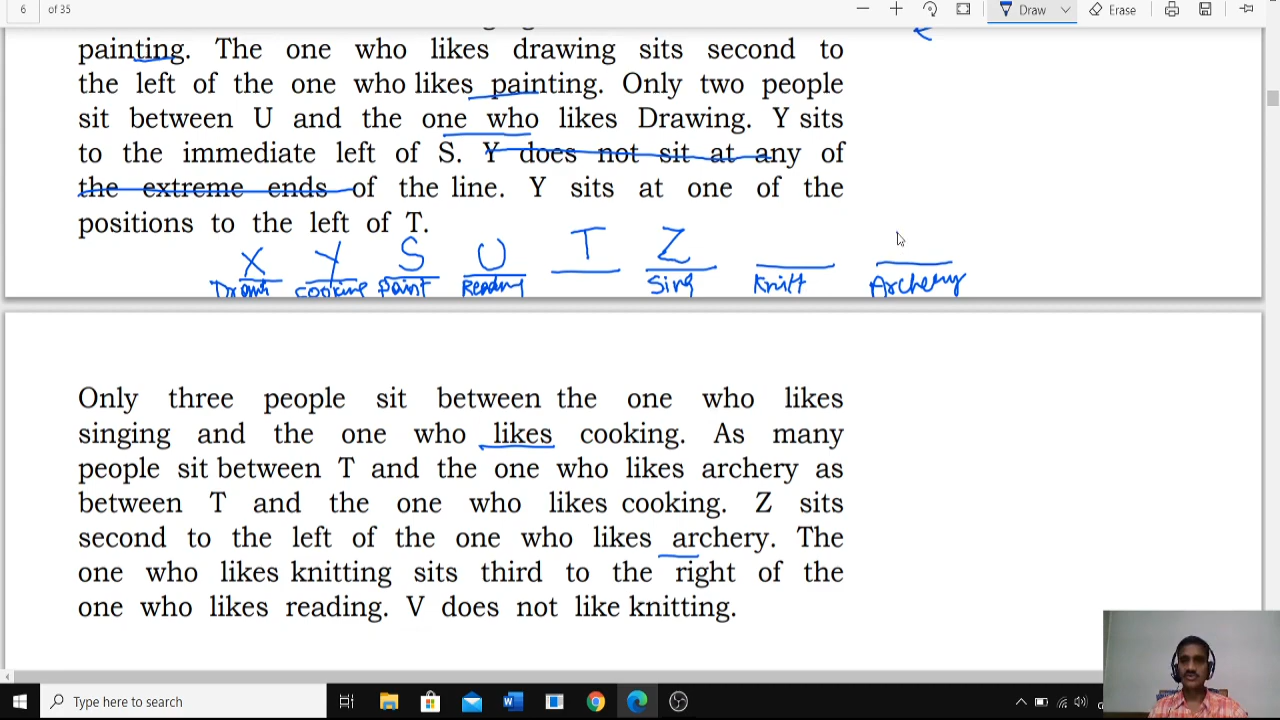 6 of 35 Draw Erase
painting. The one who likes drawing sits second to
the left of the one who likes painting. Only two people
sit between U and the one who likes Drawing. Y sits
to the immediate left of S. Y does not sit at any of
the extreme ends of the line. Y sits at one of the
positions to the left of T.
X Y S U T Z
cooking paint Reading Sing Knitt Archery
Only three people sit between the one who likes
singing and the one who likes cooking. As many
people sit between T and the one who likes archery as
between T and the one who likes cooking. Z sits
second to the left of the one who likes archery. The
one who likes knitting sits third to the right of the
one who likes reading. V does not like knitting.
Type here to search